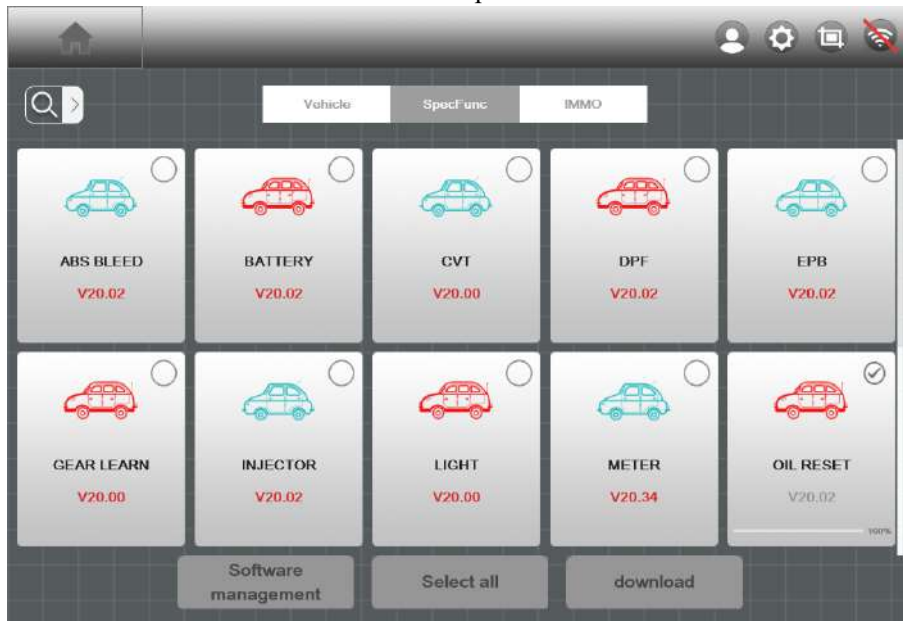 Vehicle
SpecFunc
IMMO
ABS BLEED
V20.02
BATTERY
V20.02
CVT
V20.00
DPF
V20.02
EPB
V20.02
GEAR LEARN
V20.00
INJECTOR
V20.02
LIGHT
V20.00
METER
V20.34
OIL RESET
V20.02
100%
Software
management
Select all
download